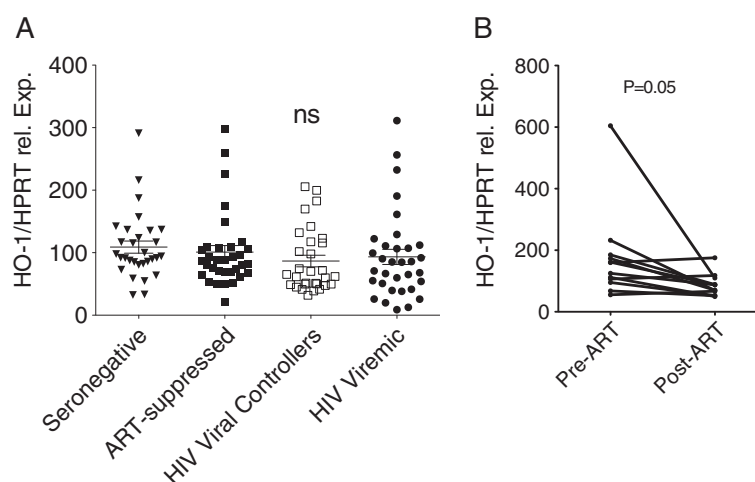 A
HO-1/HPRT rel. Exp.
400
300
200
100
0
ns
Seronegative
ART-suppressed
HIV Viral Controllers
HIV Viremic
B
HO-1/HPRT rel. Exp.
800
600
400
200
0
P=0.05
Pre-ART
Post-ART